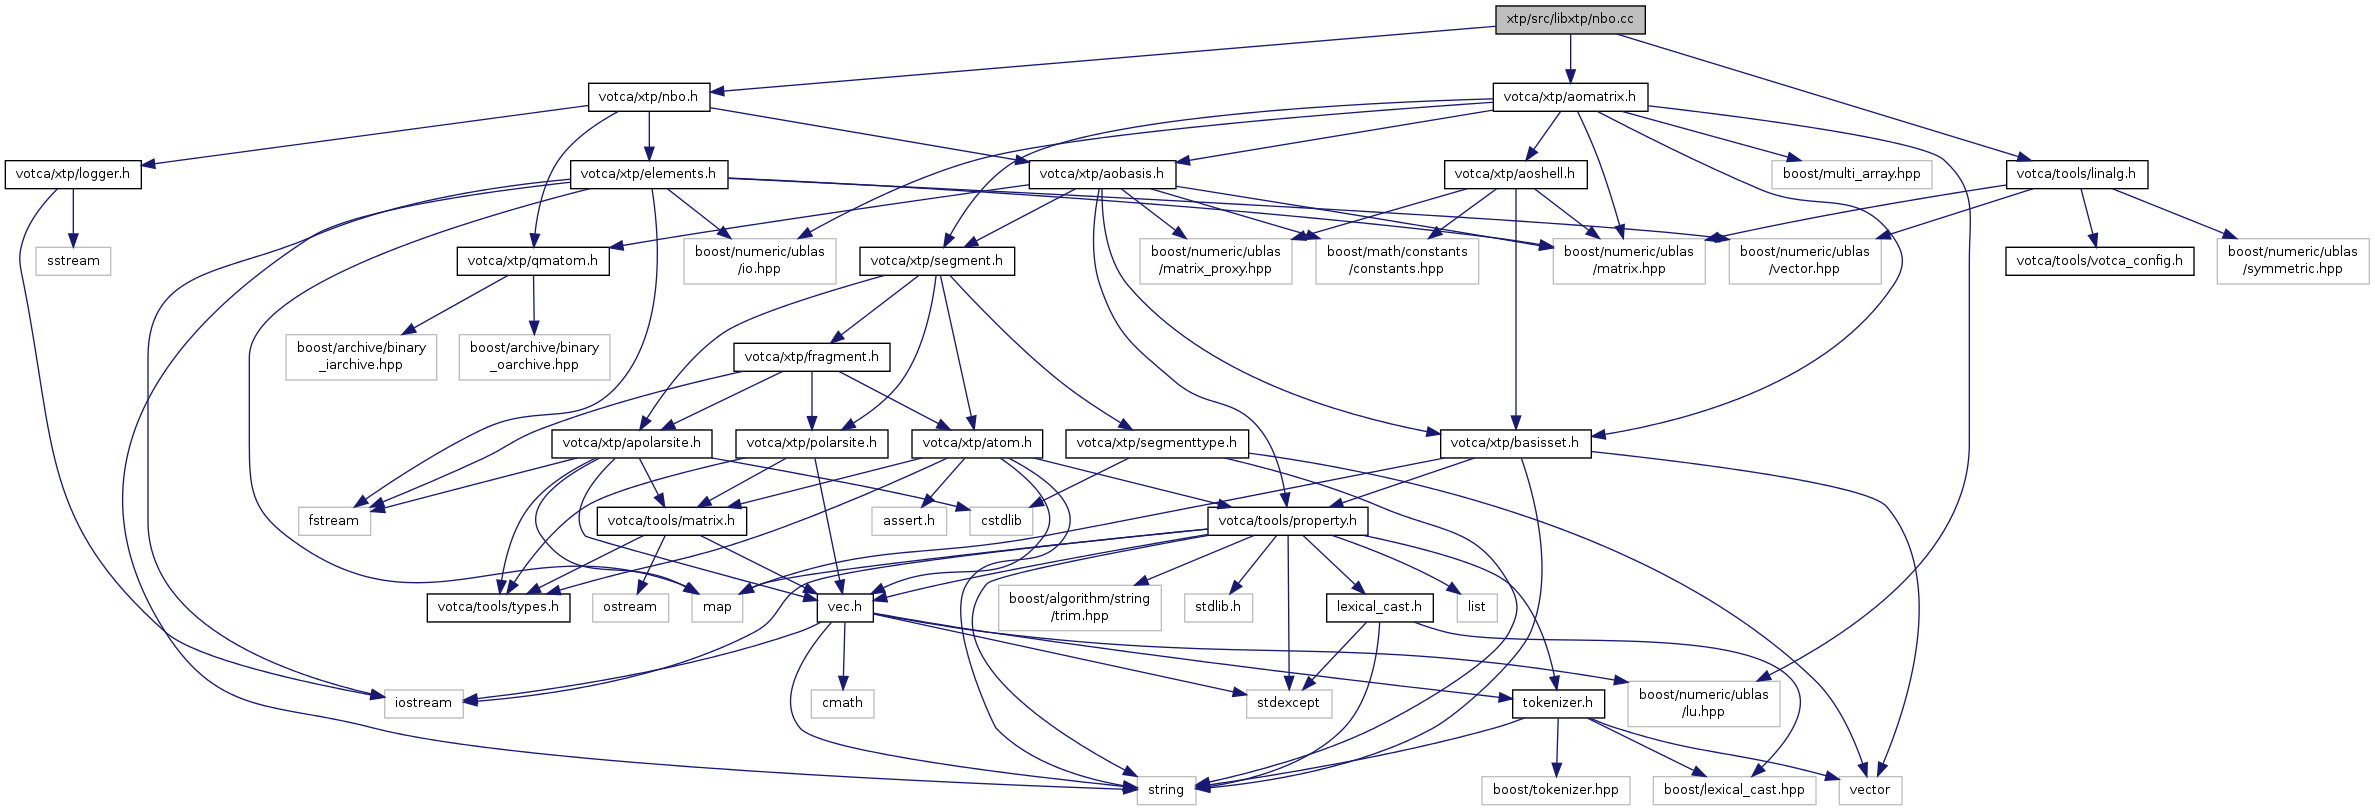 xtp/src/libxtp/nbo.cc
votca/xtp/nbo.h
votca/xtp/aomatrix.h
votca/xtp/logger.h
votca/xtp/elements.h
votca/xtp/aobasis.h
votca/xtp/aoshell.h
boost/multi_array.hpp
votca/tools/linalg.h
sstream
votca/xtp/qmatom.h
boost/numeric/ublas
/io.hpp
votca/xtp/segment.h
boost/numeric/ublas
/matrix_proxy.hpp
boost/math/constants
/constants.hpp
boost/numeric/ublas
/matrix.hpp
boost/numeric/ublas
/vector.hpp
votca/tools/votca_config.h
boost/numeric/ublas
/symmetric.hpp
boost/archive/binary
_iarchive.hpp
boost/archive/binary
_oarchive.hpp
votca/xtp/fragment.h
votca/xtp/apolarsite.h
votca/xtp/polarsite.h
votca/xtp/atom.h
votca/xtp/segmenttype.h
votca/xtp/basisset.h
fstream
votca/tools/matrix.h
assert.h
cstdlib
votca/tools/property.h
votca/tools/types.h
ostream
map
vec.h
boost/algorithm/string
/trim.hpp
stdlib.h
lexical_cast.h
list
iostream
cmath
stdexcept
tokenizer.h
boost/numeric/ublas
/lu.hpp
string
boost/tokenizer.hpp
boost/lexical_cast.hpp
vector